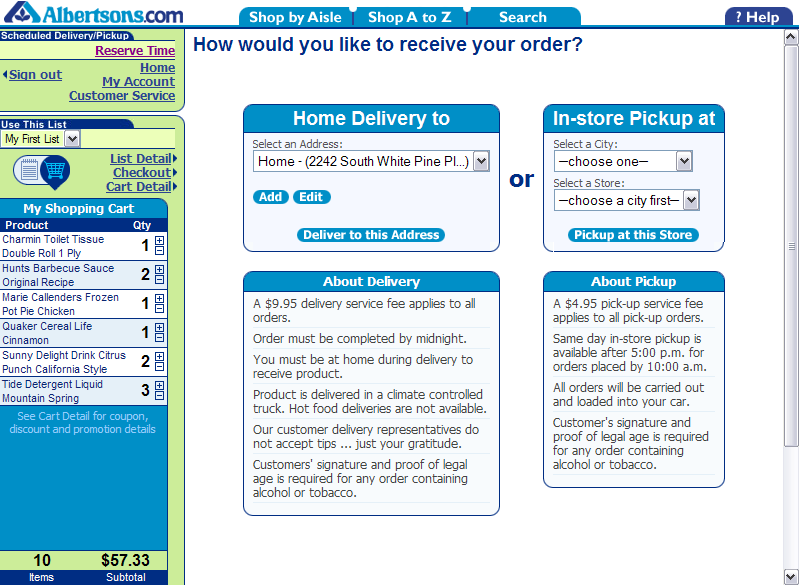 Albertsons.com
Shop by Aisle
Shop A to Z
Search
? Help
Scheduled Delivery/Pickup
Reserve Time
Home
Sign out
My Account
Customer Service
Use This List
My First List
List Detail
Checkout
Cart Detail
My Shopping Cart
Product Qty
Charmin Toilet Tissue
Double Roll 1 Ply
1
Hunts Barbecue Sauce
Original Recipe
2
Marie Callenders Frozen
Pot Pie Chicken
1
Quaker Cereal Life
Cinnamon
1
Sunny Delight Drink Citrus
Punch California Style
2
Tide Detergent Liquid
Mountain Spring
3
See Cart Detail for coupon,
discount and promotion details
10 $57.33
Items Subtotal
How would you like to receive your order?
Home Delivery to
Select an Address:
Home - (2242 South White Pine Pl...)
Add Edit
Deliver to this Address
or
In-store Pickup at
Select a City:
—choose one—
Select a Store:
—choose a city first—
Pickup at this Store
About Delivery
A $9.95 delivery service fee applies to all
orders.
Order must be completed by midnight.
You must be at home during delivery to
receive product.
Product is delivered in a climate controlled
truck. Hot food deliveries are not available.
Our customer delivery representatives do
not accept tips ... just your gratitude.
Customers' signature and proof of legal
age is required for any order containing
alcohol or tobacco.
About Pickup
A $4.95 pick-up service fee
applies to all pick-up orders.
Same day in-store pickup is
available after 5:00 p.m. for
orders placed by 10:00 a.m.
All orders will be carried out
and loaded into your car.
Customer's signature and
proof of legal age is required
for any order containing
alcohol or tobacco.